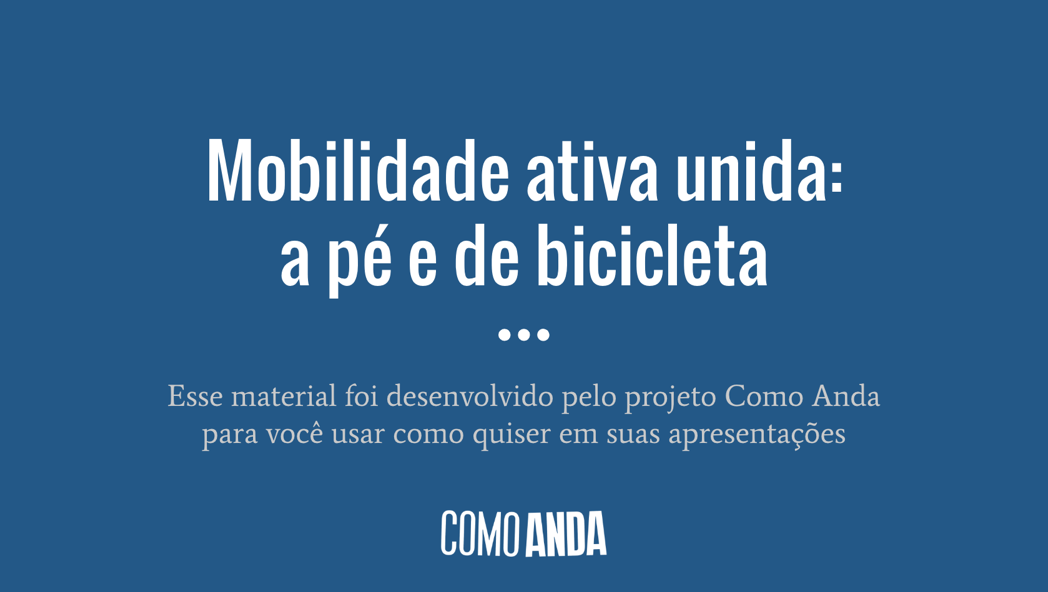 Mobilidade ativa unida:
a pé e de bicicleta
Esse material foi desenvolvido pelo projeto Como Anda
para você usar como quiser em suas apresentações
COMO ANDA